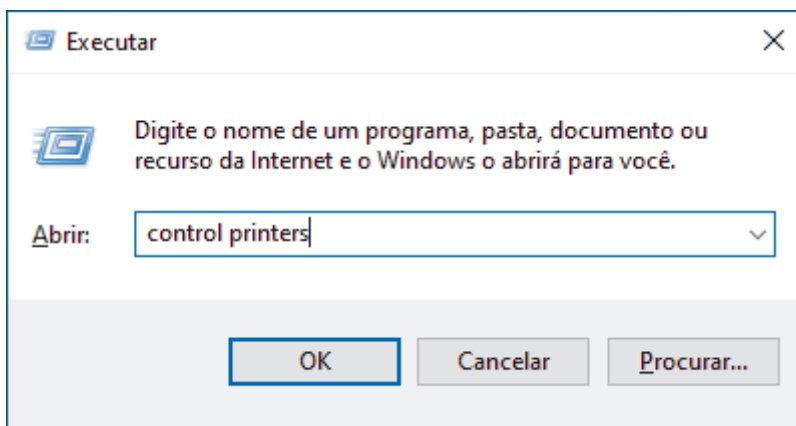 Executar
Digite o nome de um programa, pasta, documento ou
recurso da Internet e o Windows o abrirá para você.
Abrir: control printers
OK Cancelar Procurar...